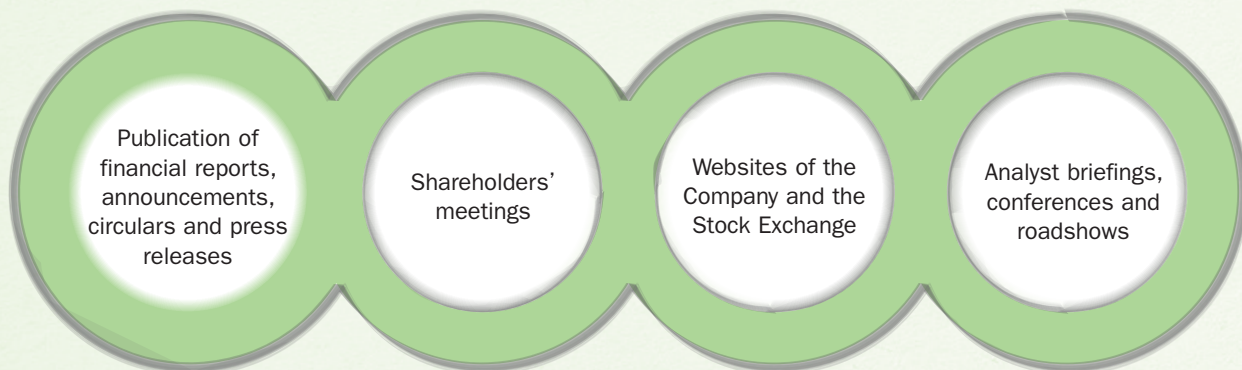 Publication of
financial reports,
announcements,
circulars and press
releases
Shareholders’
meetings
Websites of the
Company and the
Stock Exchange
Analyst briefings,
conferences and
roadshows